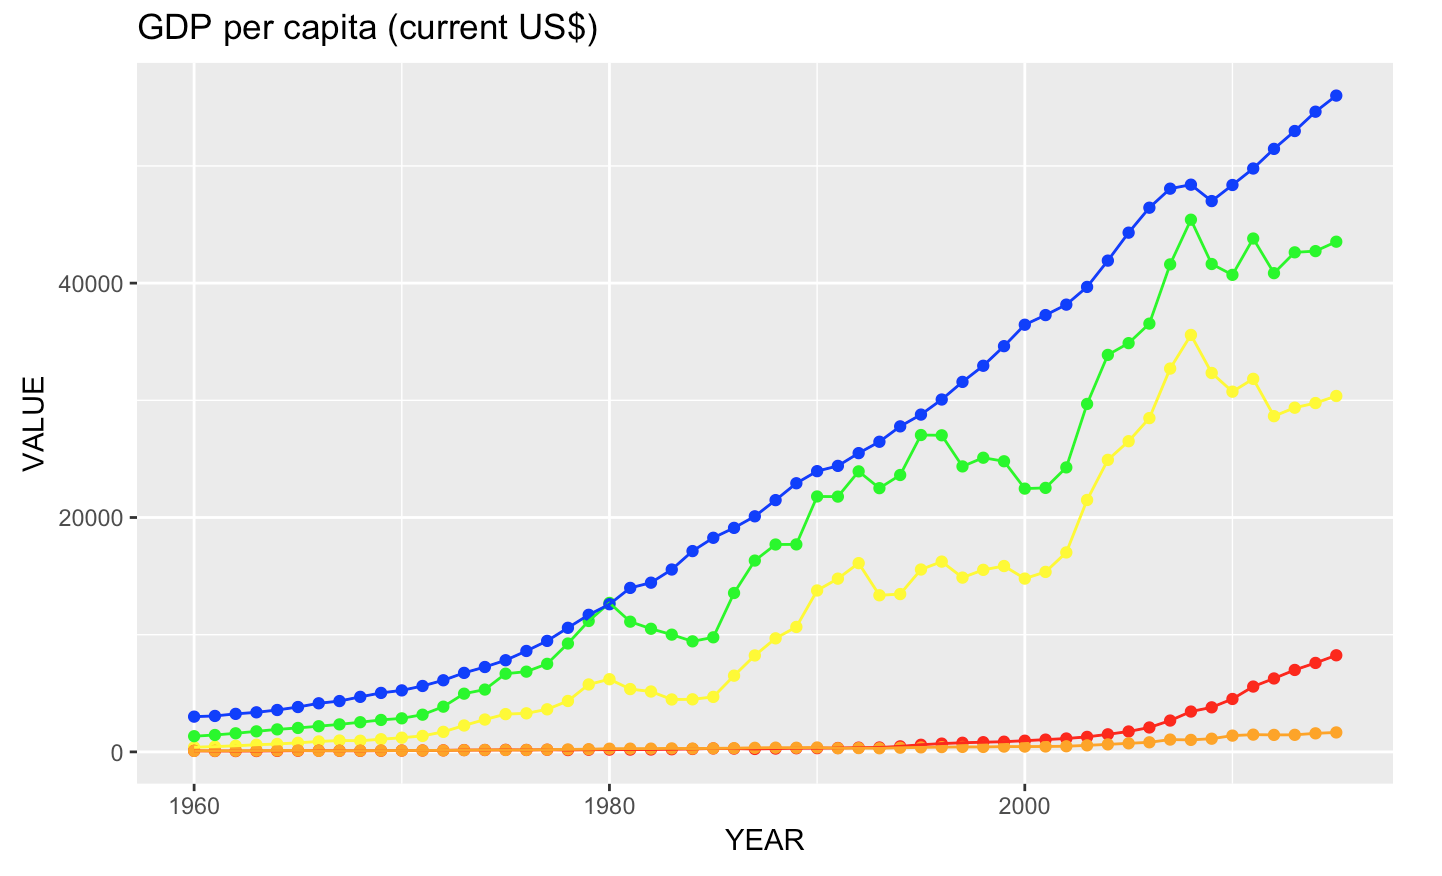 GDP per capita (current US$)
VALUE
40000
20000
0
1960 1980 2000
YEAR